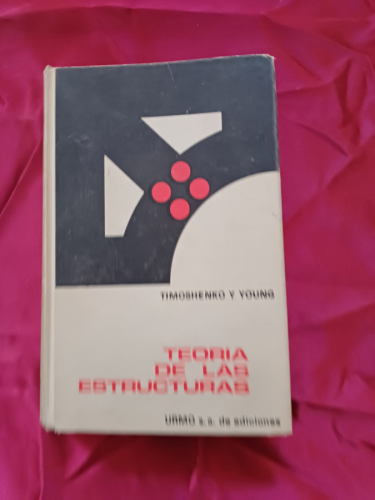 TIMOSHENKO Y YOUNG
TEORIA
DE LAS
ESTRUCTURAS
URMO s.a. de ediciones